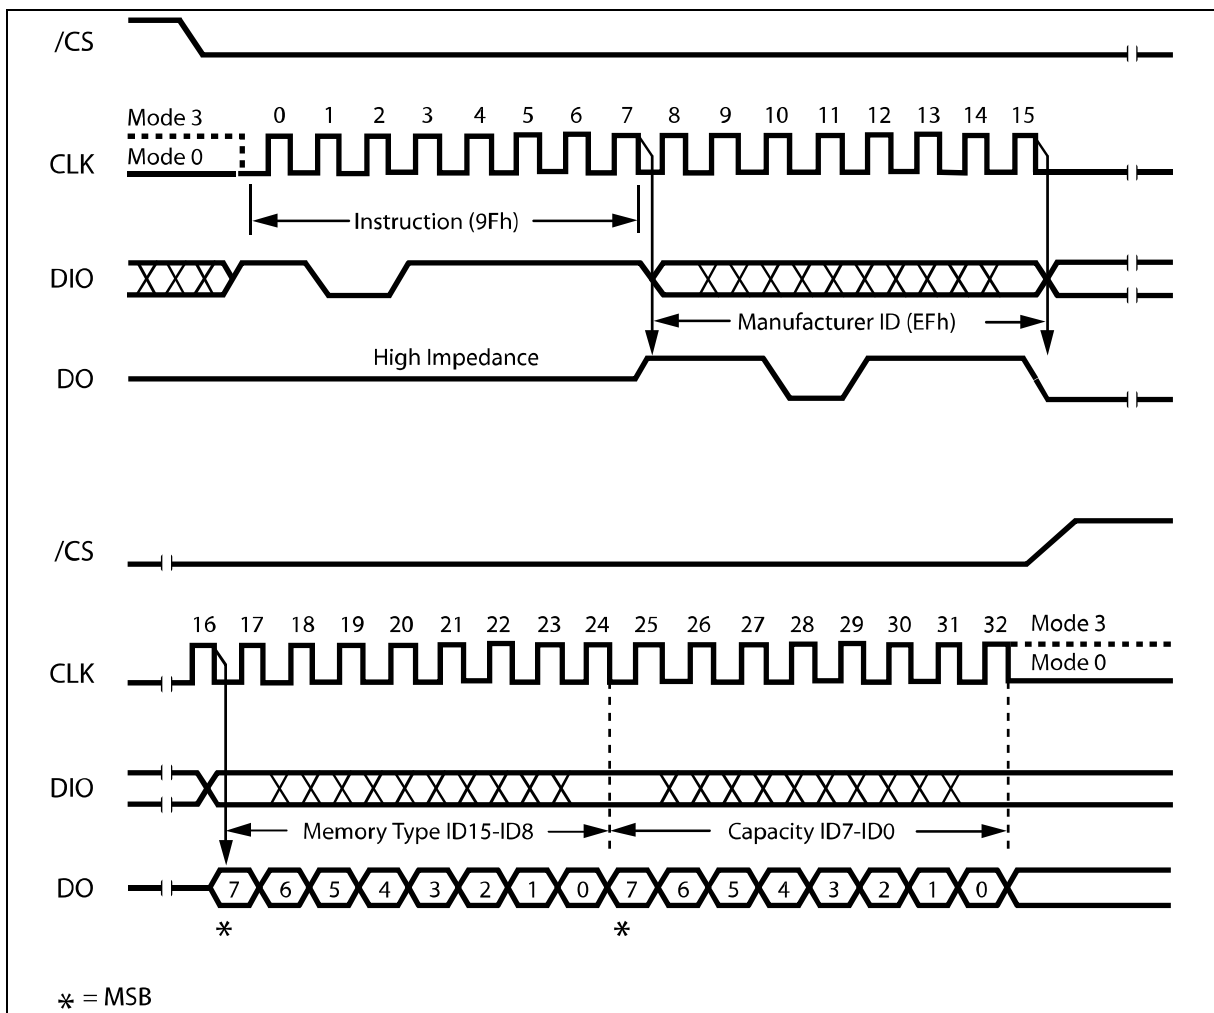 /CS
Mode 3
0 1 2 3 4 5 6 7 8 9 10 11 12 13 14 15
CLK
Mode 0
Instruction (9Fh)
DIO
Manufacturer ID (EFh)
High Impedance
DO
/CS
16 17 18 19 20 21 22 23 24 25 26 27 28 29 30 31 32
Mode 3
CLK
Mode 0
DIO
Memory Type ID15-ID8
Capacity ID7-ID0
DO
7 6 5 4 3 2 1 0 7 6 5 4 3 2 1 0
* *
* = MSB